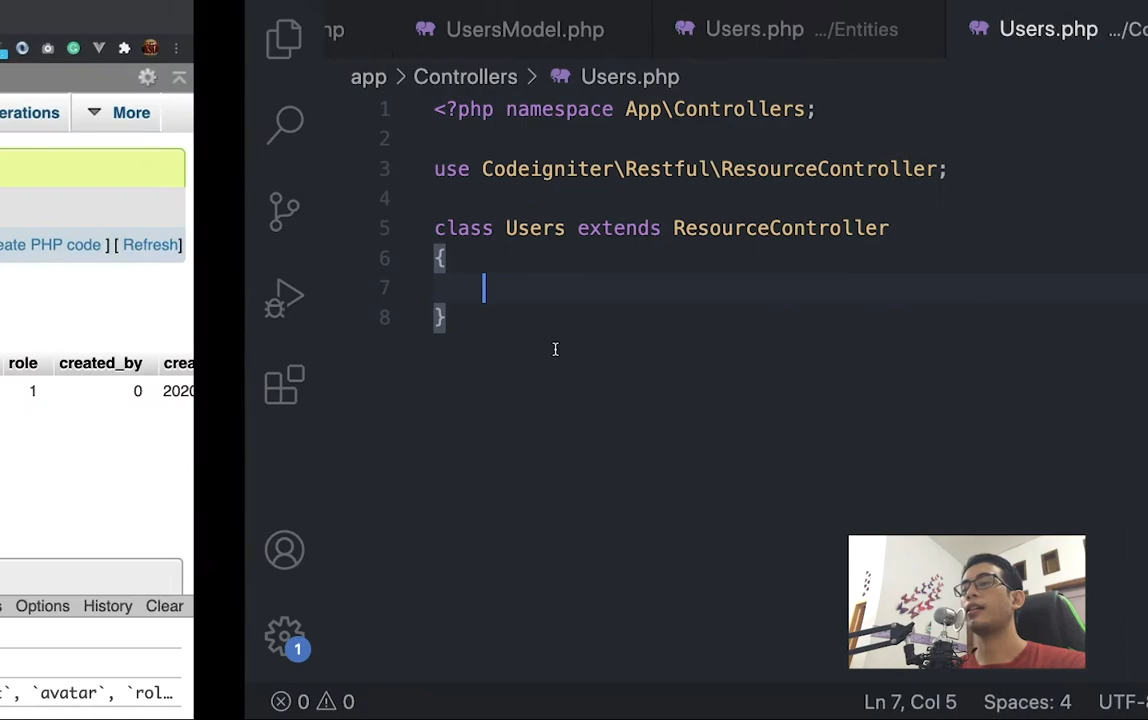 erations
More
eate PHP code ] [ Refresh]
role created_by crea
1 0 2020
s Options History Clear
t`, `avatar`, `rol...
hp
UsersModel.php
Users.php .../Entities
Users.php .../Co
app > Controllers > Users.php
1 <?php namespace App\Controllers;
2
3 use Codeigniter\Restful\ResourceController;
4
5 class Users extends ResourceController
6 {
7
8 }
1
0 0
Ln 7, Col 5 Spaces: 4 UTF-8